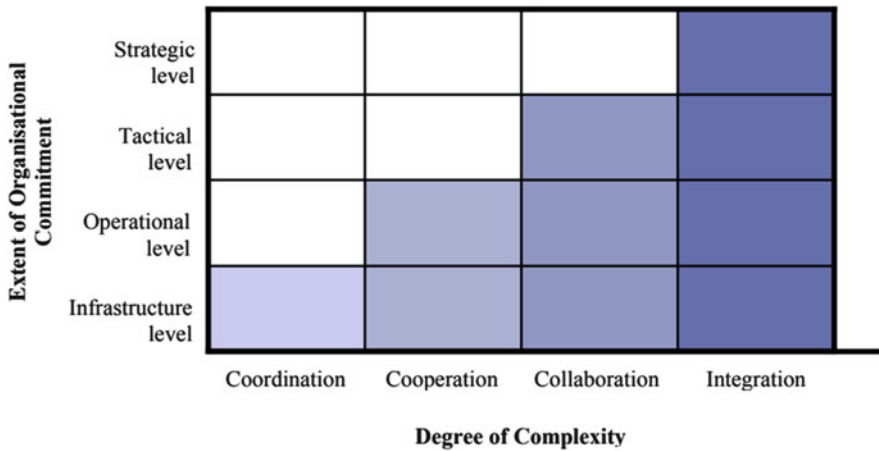 Extent of Organisational
Commitment
Strategic
level
Tactical
level
Operational
level
Infrastructure
level
Coordination
Cooperation
Collaboration
Integration
Degree of Complexity